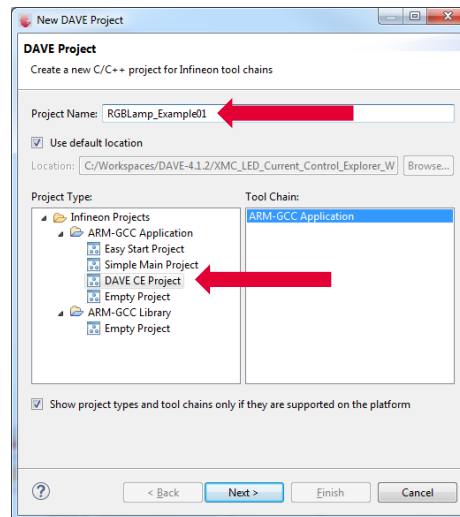 New DAVE Project
DAVE Project
Create a new C/C++ project for Infineon tool chains
Project Name: RGBLamp_Example01
Use default location
Location: C:/Workspaces/DAVE-4.1.2/XMC_LED_Current_Control_Explorer_W Browse...
Project Type: Tool Chain:
Infineon Projects ARM-GCC Application
ARM-GCC Application
Easy Start Project
Simple Main Project
DAVE CE Project
Empty Project
ARM-GCC Library
Empty Project
Show project types and tool chains only if they are supported on the platform
? < Back Next > Finish Cancel